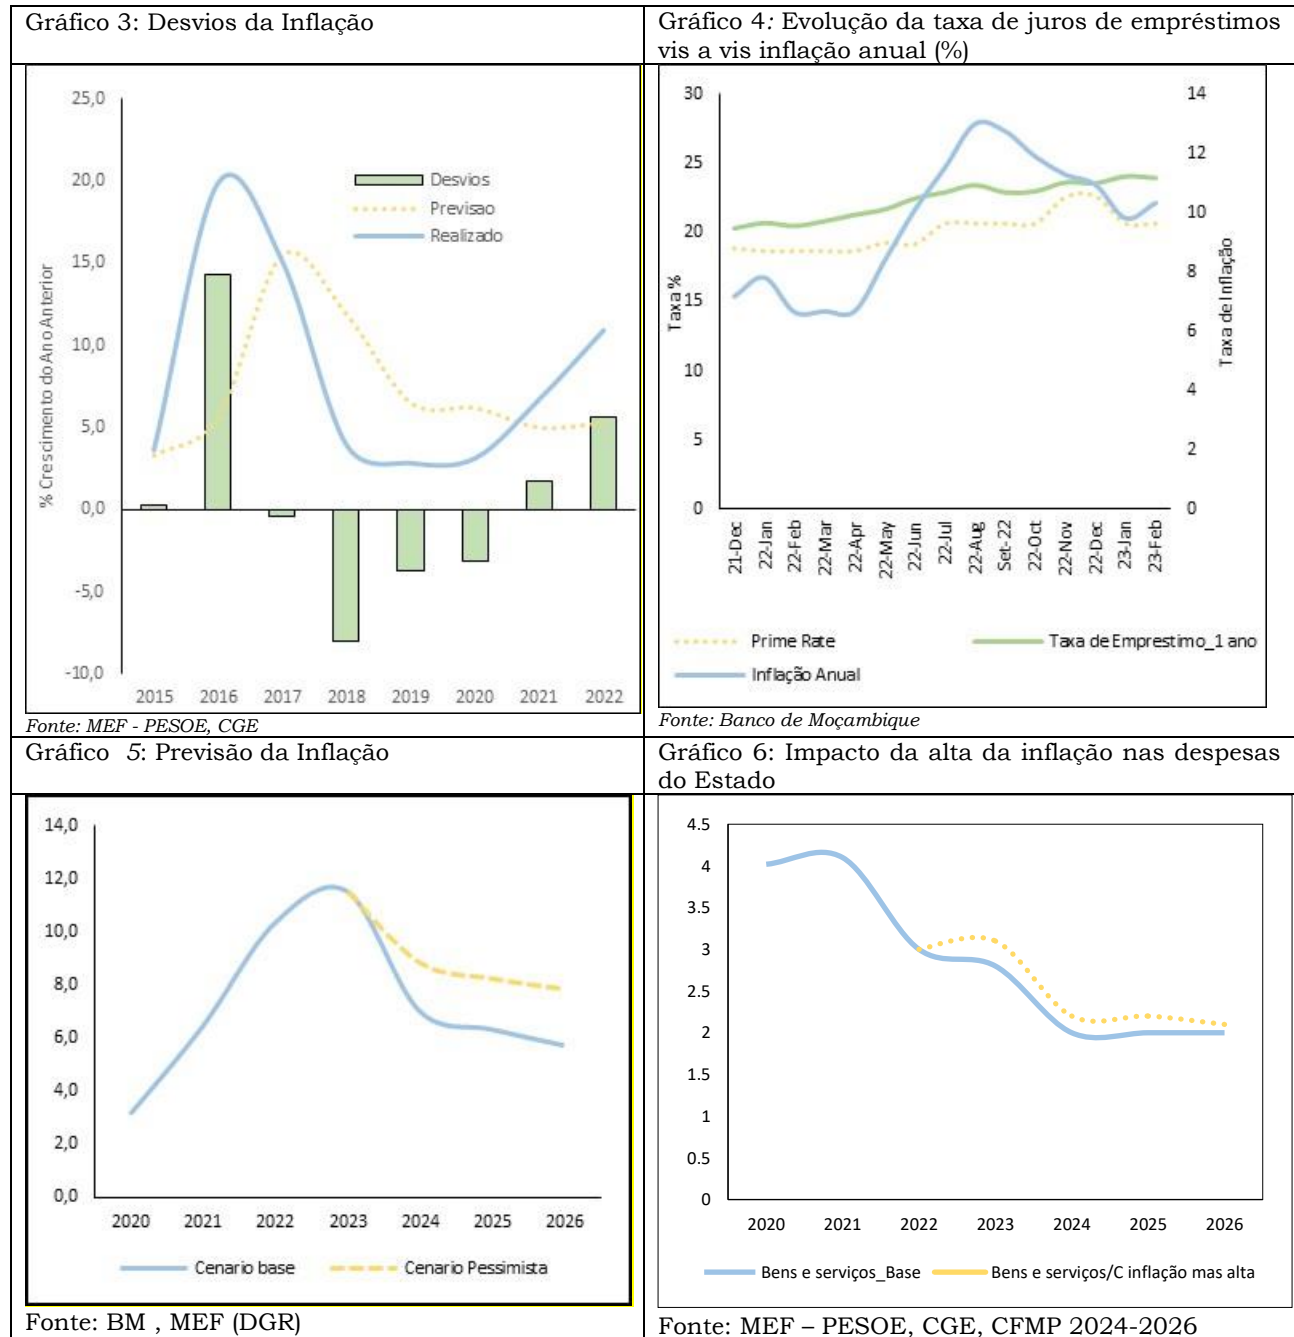 Gráfico 3: Desvios da Inflação
25,0
20,0
15,0
10,0
5,0
0,0
-5,0
-10,0
% Crescimento do Ano Anterior
Desvios
Previsao
Realizado
2015 2016 2017 2018 2019 2020 2021 2022
Fonte: MEF - PESOE, CGE
Gráfico 4: Evolução da taxa de juros de empréstimos
vis a vis inflação anual (%)
30
25
20
15
10
5
0
Taxa %
14
12
10
8
6
4
2
0
Taxa de Inflação
21-Dec
22-Jan
22-Feb
22-Mar
22-Apr
22-May
22-Jun
22-Jul
22-Aug
Set-22
22-Oct
22-Nov
22-Dec
23-Jan
23-Feb
Prime Rate
Taxa de Emprestimo_1 ano
Inflação Anual
Fonte: Banco de Moçambique
Gráfico 5: Previsão da Inflação
14,0
12,0
10,0
8,0
6,0
4,0
2,0
0,0
2020 2021 2022 2023 2024 2025 2026
Cenario base
Cenario Pessimista
Fonte: BM , MEF (DGR)
Gráfico 6: Impacto da alta da inflação nas despesas
do Estado
4.5
4
3.5
3
2.5
2
1.5
1
0.5
0
2020 2021 2022 2023 2024 2025 2026
Bens e serviços_Base
Bens e serviços/C inflação mas alta
Fonte: MEF – PESOE, CGE, CFMP 2024-2026